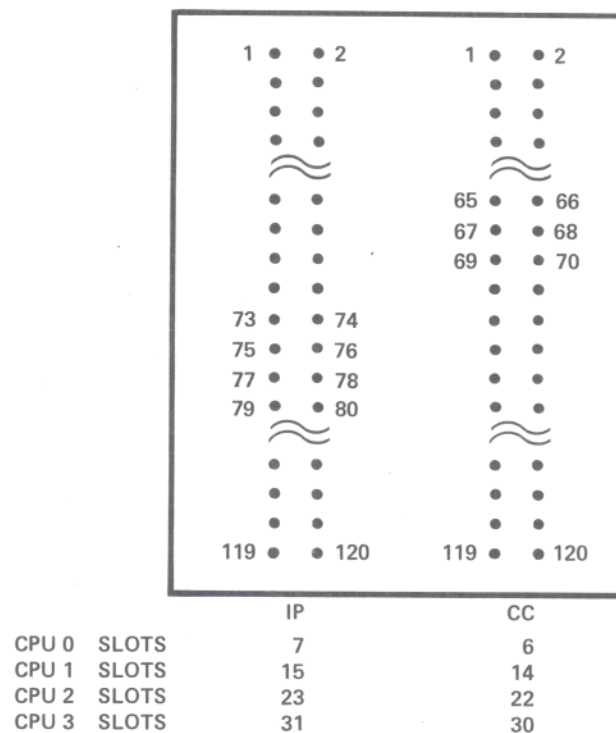 1 2 1 2
65 66
67 68
69 70
73 74
75 76
77 78
79 80
119 120 119 120
IP CC
CPU 0 SLOTS 7 6
CPU 1 SLOTS 15 14
CPU 2 SLOTS 23 22
CPU 3 SLOTS 31 30